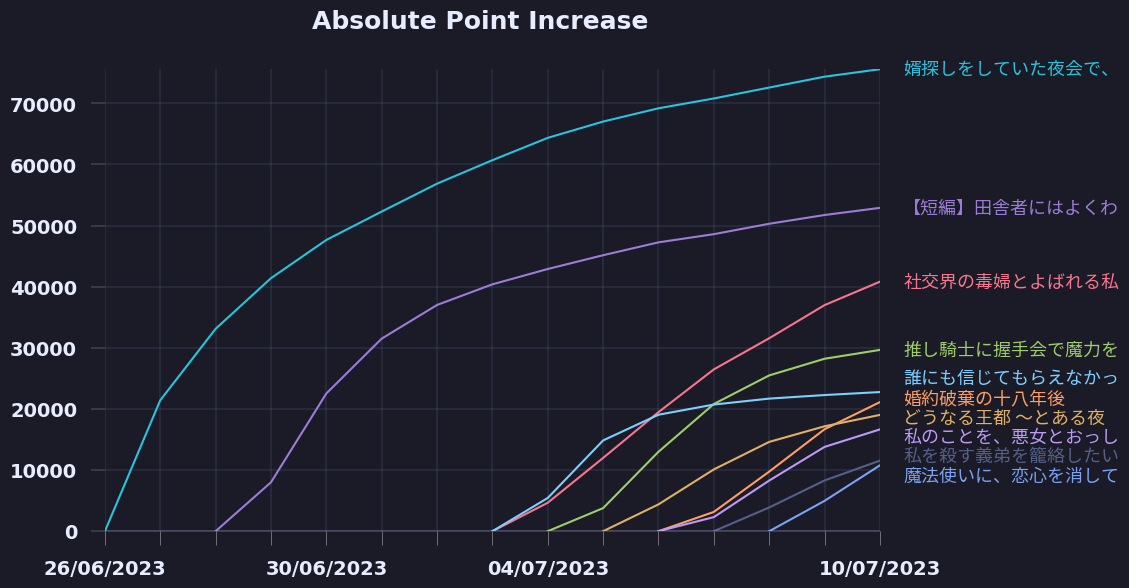 Absolute Point Increase
70000
60000
50000
40000
30000
20000
10000
0
26/06/2023
30/06/2023
04/07/2023
10/07/2023
婿探しをしていた夜会で、
【短編】田舎者にはよくわ
社交界の毒婦とよばれる私
推し騎士に握手会で魔力を
誰にも信じてもらえなかっ
婚約破棄の十八年後
どうなる王都 ～とある夜
私のことを、悪女とおっし
私を殺す義弟を籠絡したい
魔法使いに、恋心を消して